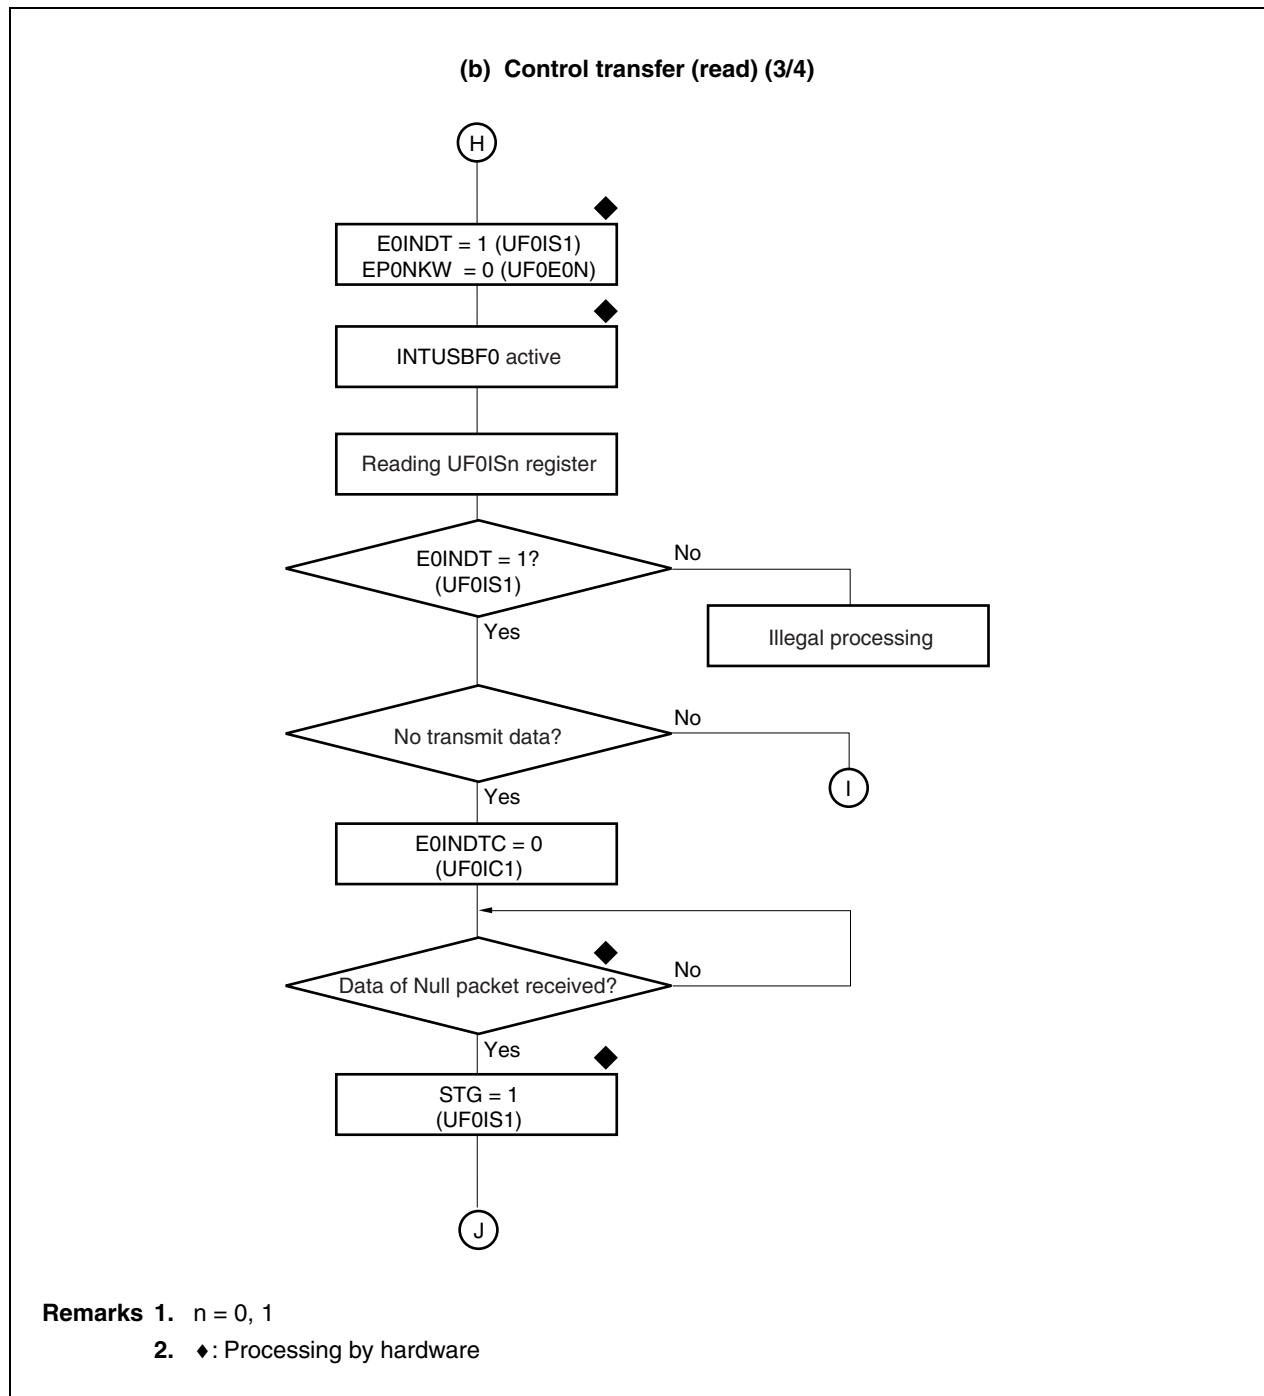 (b) Control transfer (read) (3/4)
H
E0INDT = 1 (UF0IS1)
EP0NKW = 0 (UF0E0N)
INTUSBF0 active
Reading UF0ISn register
E0INDT = 1?
(UF0IS1)
No
Illegal processing
Yes
No transmit data?
No
I
Yes
E0INDTC = 0
(UF0IC1)
Data of Null packet received?
No
Yes
STG = 1
(UF0IS1)
J
Remarks 1. n = 0, 1
2. ♦: Processing by hardware